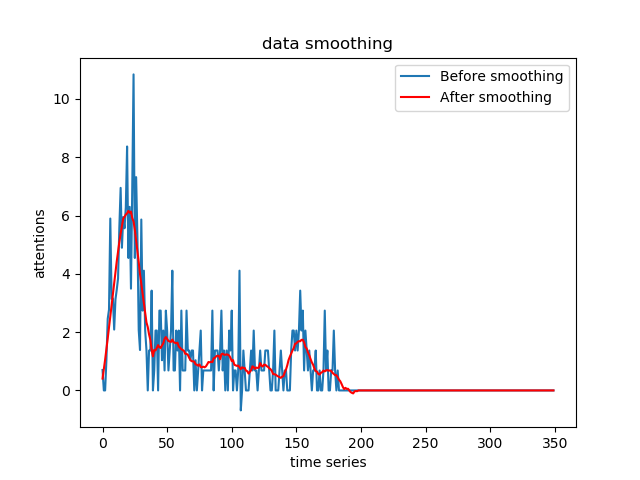 data smoothing
Before smoothing
After smoothing
attentions
10
8
6
4
2
0
0 50 100 150 200 250 300 350
time series